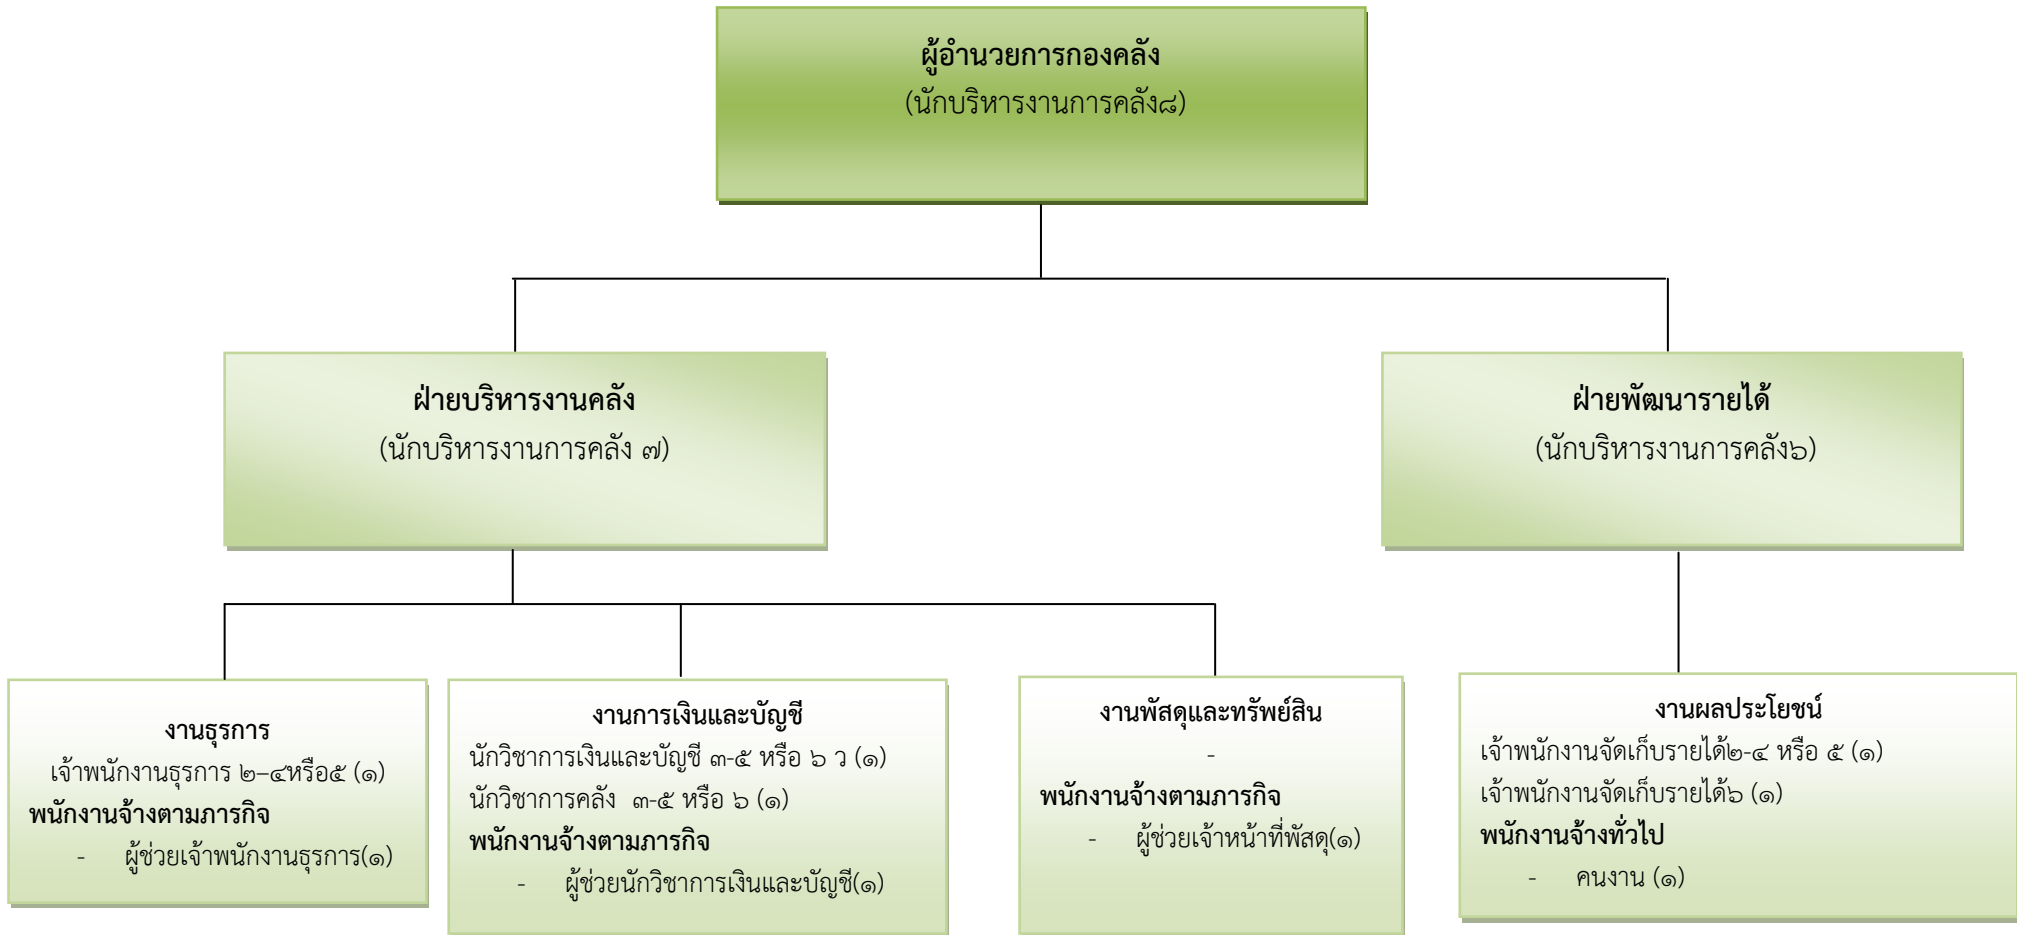 ผู้อำนวยการกองคลัง
(นักบริหารงานการคลัง๘)
ฝ่ายบริหารงานคลัง
(นักบริหารงานการคลัง ๗)
ฝ่ายพัฒนารายได้
(นักบริหารงานการคลัง๖)
งานธุรการ
เจ้าพนักงานธุรการ ๒–๔หรือ๕ (๑)
พนักงานจ้างตามภารกิจ
- ผู้ช่วยเจ้าพนักงานธุรการ(๑)
งานการเงินและบัญชี
นักวิชาการเงินและบัญชี ๓-๕ หรือ ๖ ว (๑)
นักวิชาการคลัง ๓-๕ หรือ ๖ (๑)
พนักงานจ้างตามภารกิจ
- ผู้ช่วยนักวิชาการเงินและบัญชี(๑)
งานพัสดุและทรัพย์สิน
-
พนักงานจ้างตามภารกิจ
- ผู้ช่วยเจ้าหน้าที่พัสดุ(๑)
งานผลประโยชน์
เจ้าพนักงานจัดเก็บรายได้๒-๔ หรือ ๕ (๑)
เจ้าพนักงานจัดเก็บรายได้๖ (๑)
พนักงานจ้างทั่วไป
- คนงาน (๑)